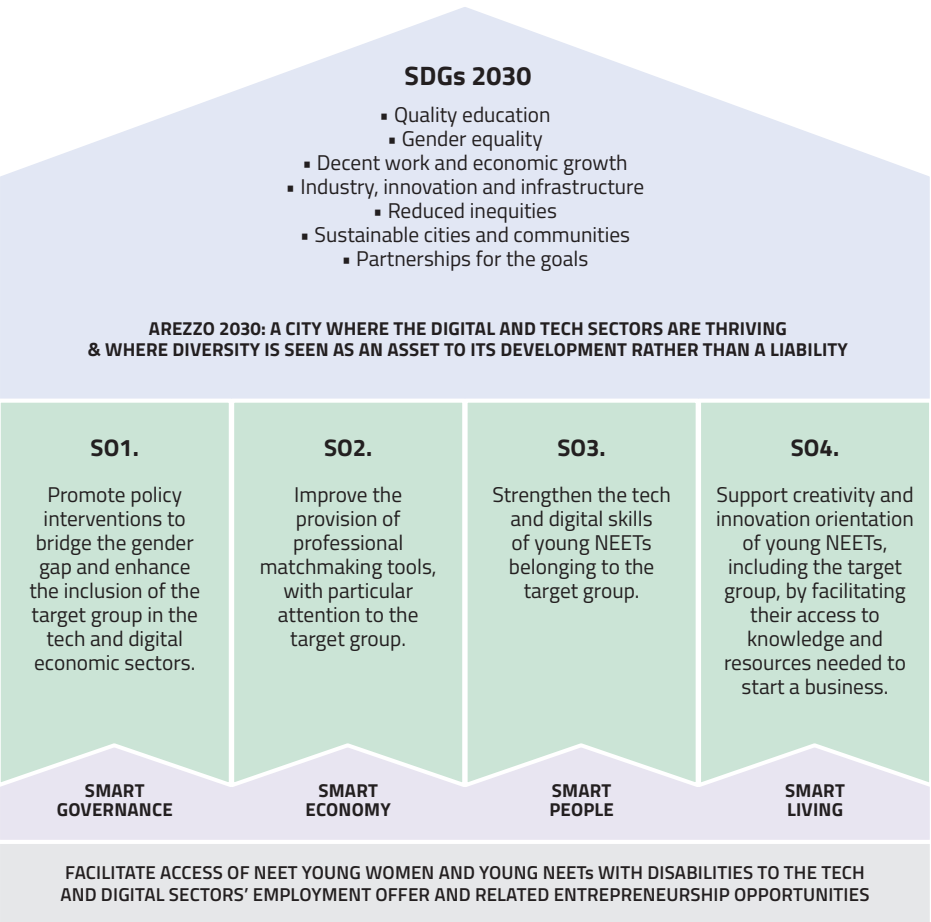 SDGs 2030
▪ Quality education
▪ Gender equality
▪ Decent work and economic growth
▪ Industry, innovation and infrastructure
▪ Reduced inequities
▪ Sustainable cities and communities
▪ Partnerships for the goals
AREZZO 2030: A CITY WHERE THE DIGITAL AND TECH SECTORS ARE THRIVING
& WHERE DIVERSITY IS SEEN AS AN ASSET TO ITS DEVELOPMENT RATHER THAN A LIABILITY
SO1.
Promote policy
interventions to
bridge the gender
gap and enhance
the inclusion of the
target group in the
tech and digital
economic sectors.
SO2.
Improve the
provision of
professional
matchmaking tools,
with particular
attention to the
target group.
SO3.
Strengthen the tech
and digital skills
of young NEETs
belonging to the
target group.
SO4.
Support creativity and
innovation orientation
of young NEETs,
including the target
group, by facilitating
their access to
knowledge and
resources needed to
start a business.
SMART
GOVERNANCE
SMART
ECONOMY
SMART
PEOPLE
SMART
LIVING
FACILITATE ACCESS OF NEET YOUNG WOMEN AND YOUNG NEETs WITH DISABILITIES TO THE TECH
AND DIGITAL SECTORS' EMPLOYMENT OFFER AND RELATED ENTREPRENEURSHIP OPPORTUNITIES